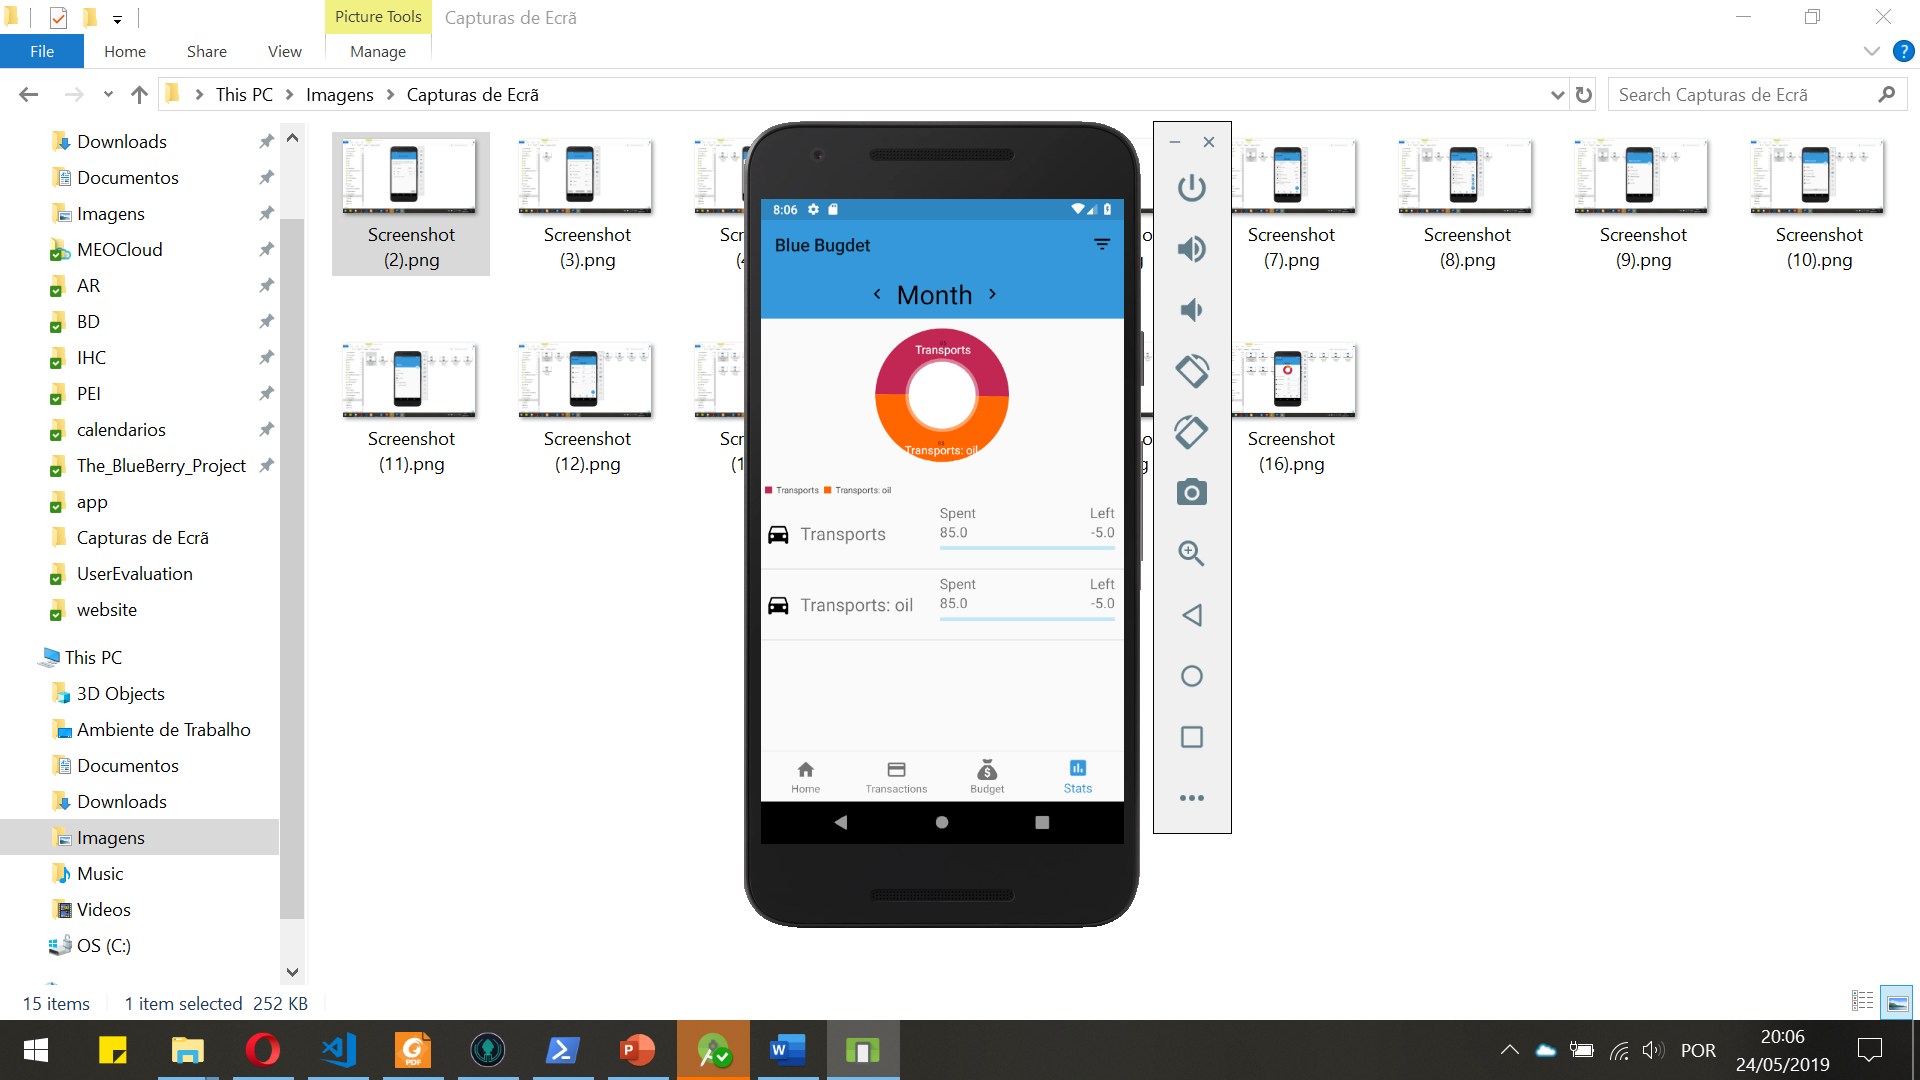 Picture Tools
Capturas de Ecrã
File
Home
Share
View
Manage
This PC
Imagens
Capturas de Ecrã
Search Capturas de Ecrã
Downloads
Documentos
Imagens
MEOCloud
AR
BD
IHC
PEI
calendarios
The_BlueBerry_Project
app
Capturas de Ecrã
UserEvaluation
website
This PC
3D Objects
Ambiente de Trabalho
Documentos
Downloads
Imagens
Music
Videos
OS (C:)
Screenshot
(2).png
Screenshot
(3).png
Screenshot
(7).png
Screenshot
(8).png
Screenshot
(9).png
Screenshot
(10).png
Screenshot
(11).png
Screenshot
(12).png
Screenshot
(16).png
8:06
Blue Bugdet
Month
Transports
Transports: oil
Transports Transports: oil
Transports
Spent
85.0
Left
-5.0
Transports: oil
Spent
85.0
Left
-5.0
Home
Transactions
Budget
Stats
15 items
1 item selected 252 KB
POR
20:06
24/05/2019